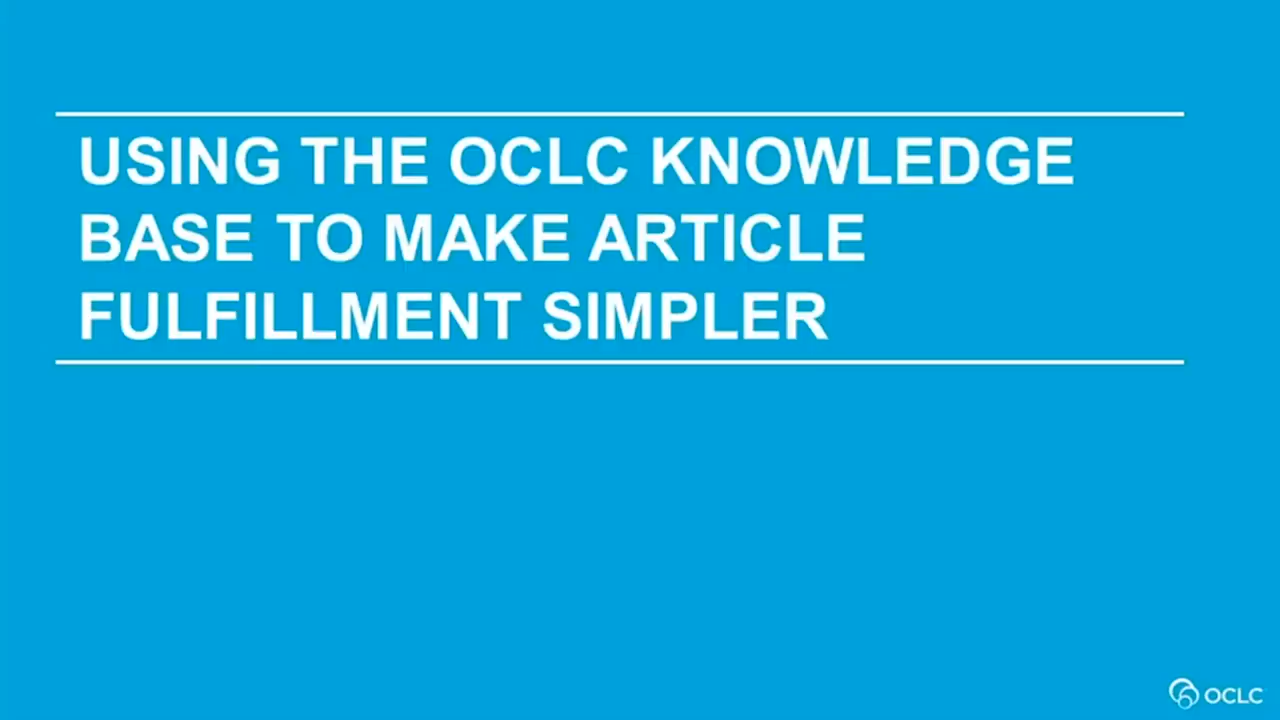 USING THE OCLC KNOWLEDGE
BASE TO MAKE ARTICLE
FULFILLMENT SIMPLER
OCLC